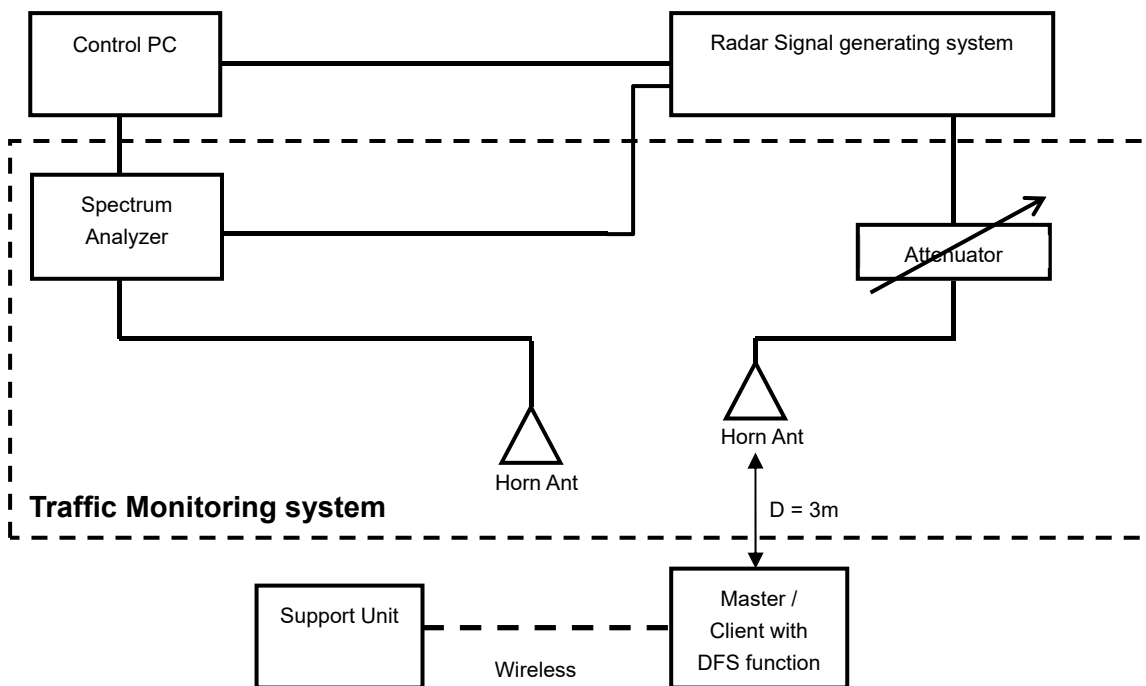 Control PC
Radar Signal generating system
Spectrum
Analyzer
Attenuator
Horn Ant
Horn Ant
Traffic Monitoring system
D = 3m
Support Unit
Wireless
Master /
Client with
DFS function